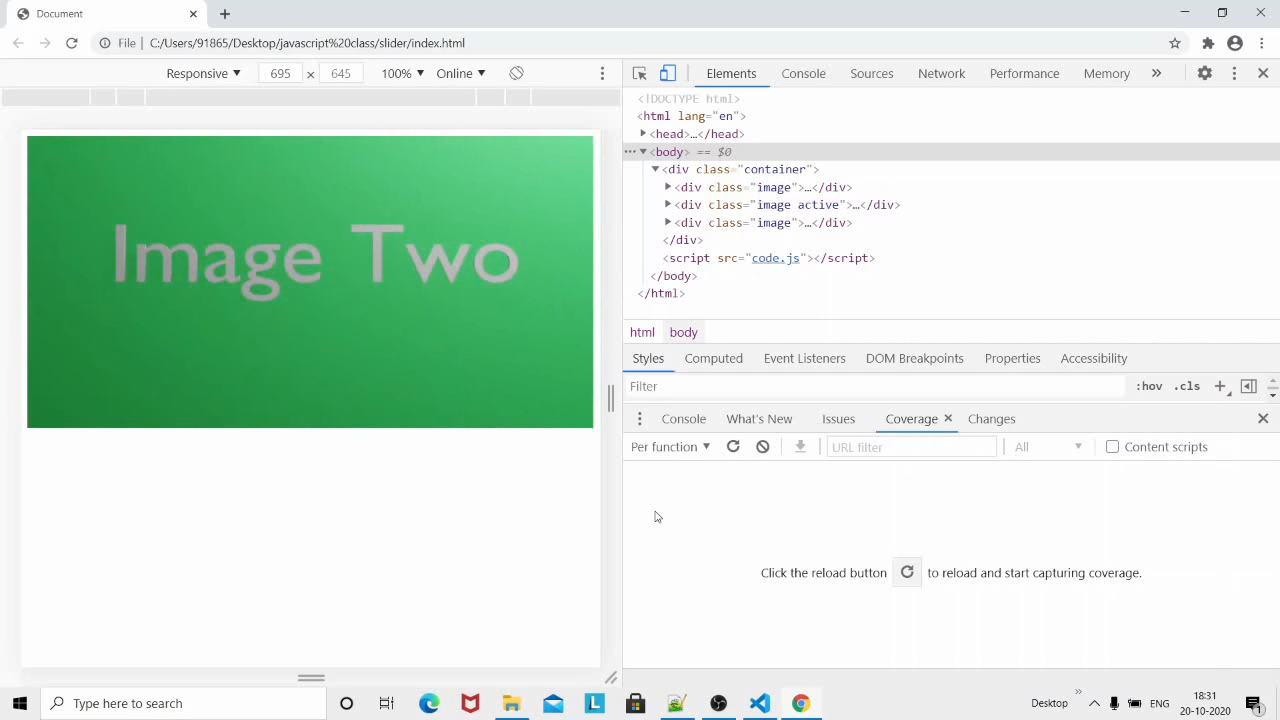 Document
File C:/Users/91865/Desktop/javascript%20class/slider/index.html
Responsive 695 × 645 100% Online
Image Two
Elements Console Sources Network Performance Memory
<!DOCTYPE html>
<html lang="en">
<head>…</head>
<body> == $0
<div class="container">
<div class="image">…</div>
<div class="image active">…</div>
<div class="image">…</div>
</div>
<script src="code.js"></script>
</body>
</html>
html body
Styles Computed Event Listeners DOM Breakpoints Properties Accessibility
Filter :hov .cls
Console What's New Issues Coverage Changes
Per function URL filter All Content scripts
Click the reload button to reload and start capturing coverage.
Type here to search
L
Desktop
ENG
18:31
20-10-2020
1